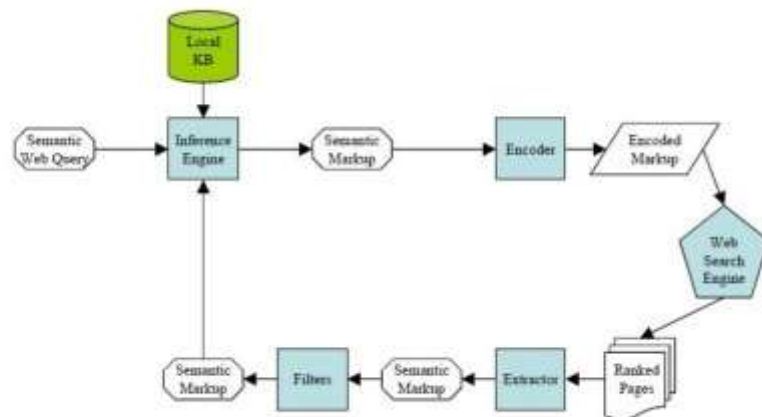 Local
KB
Semantic
Web Query
Inference
Engine
Semantic
Markup
Encoder
Encoded
Markup
Web
Search
Engine
Ranked
Pages
Extractor
Semantic
Markup
Filters
Semantic
Markup